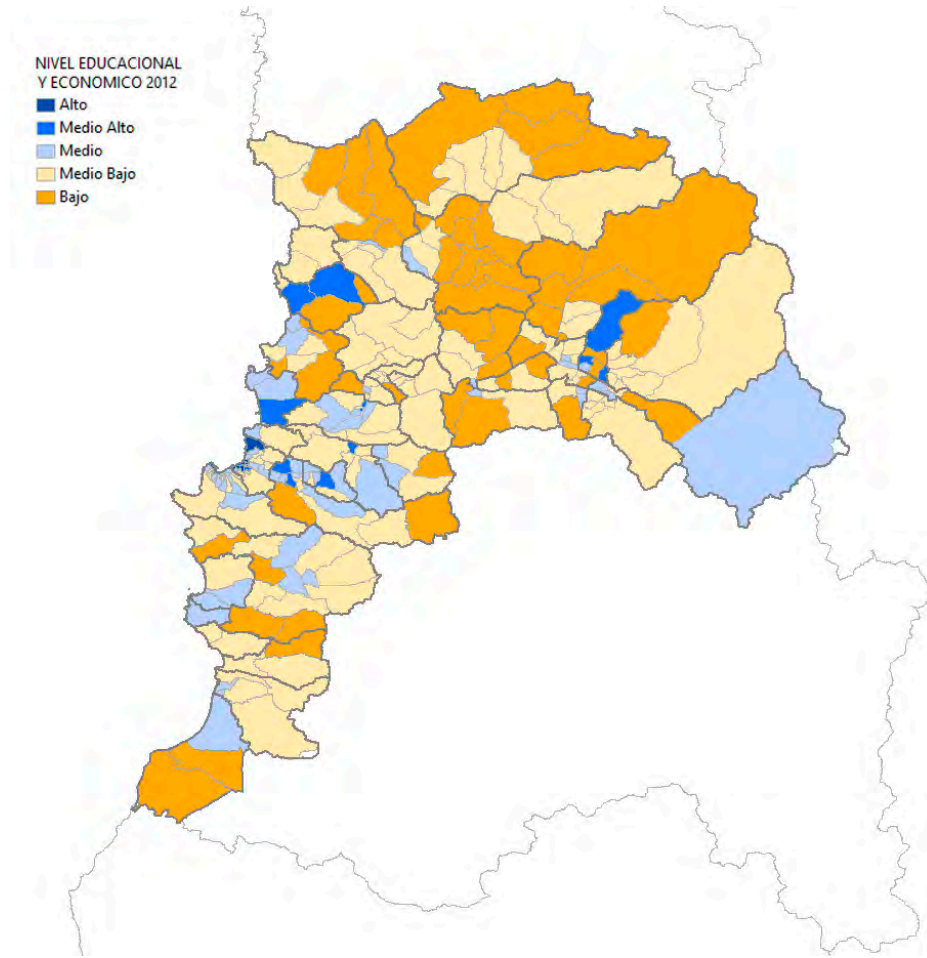 NIVEL EDUCACIONAL
Y ECONOMICO 2012
Alto
Medio Alto
Medio
Medio Bajo
Bajo